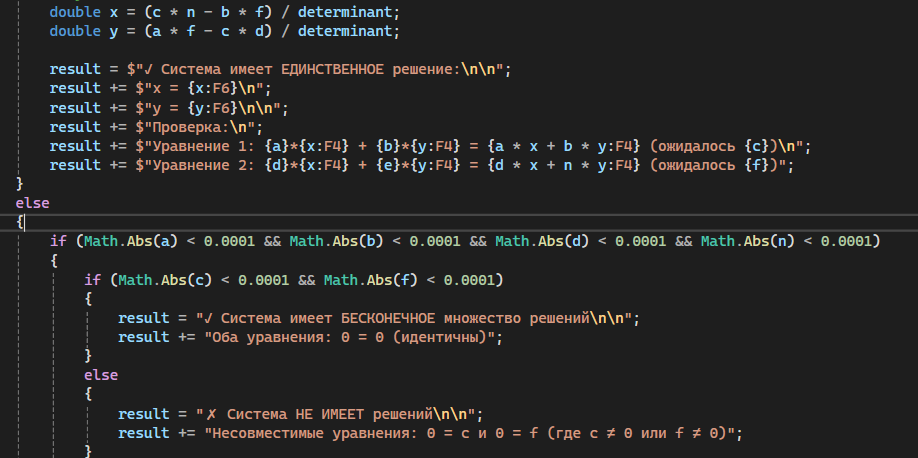 double x = (c * n - b * f) / determinant;
double y = (a * f - c * d) / determinant;
result = $"✓ Система имеет ЕДИНСТВЕННОЕ решение:\n\n";
result += $"x = {x:F6}\n";
result += $"y = {y:F6}\n\n";
result += $"Проверка:\n";
result += $"Уравнение 1: {a}*{x:F4} + {b}*{y:F4} = {a * x + b * y:F4} (ожидалось {c})\n";
result += $"Уравнение 2: {d}*{x:F4} + {e}*{y:F4} = {d * x + n * y:F4} (ожидалось {f})";
}
else
{
if (Math.Abs(a) < 0.0001 && Math.Abs(b) < 0.0001 && Math.Abs(d) < 0.0001 && Math.Abs(n) < 0.0001)
{
if (Math.Abs(c) < 0.0001 && Math.Abs(f) < 0.0001)
{
result = "✓ Система имеет БЕСКОНЕЧНОЕ множество решений\n\n";
result += "Оба уравнения: 0 = 0 (идентичны)";
}
else
{
result = "✗ Система НЕ ИМЕЕТ решений\n\n";
result += "Несовместимые уравнения: 0 = c и 0 = f (где c ≠ 0 или f ≠ 0)";
}